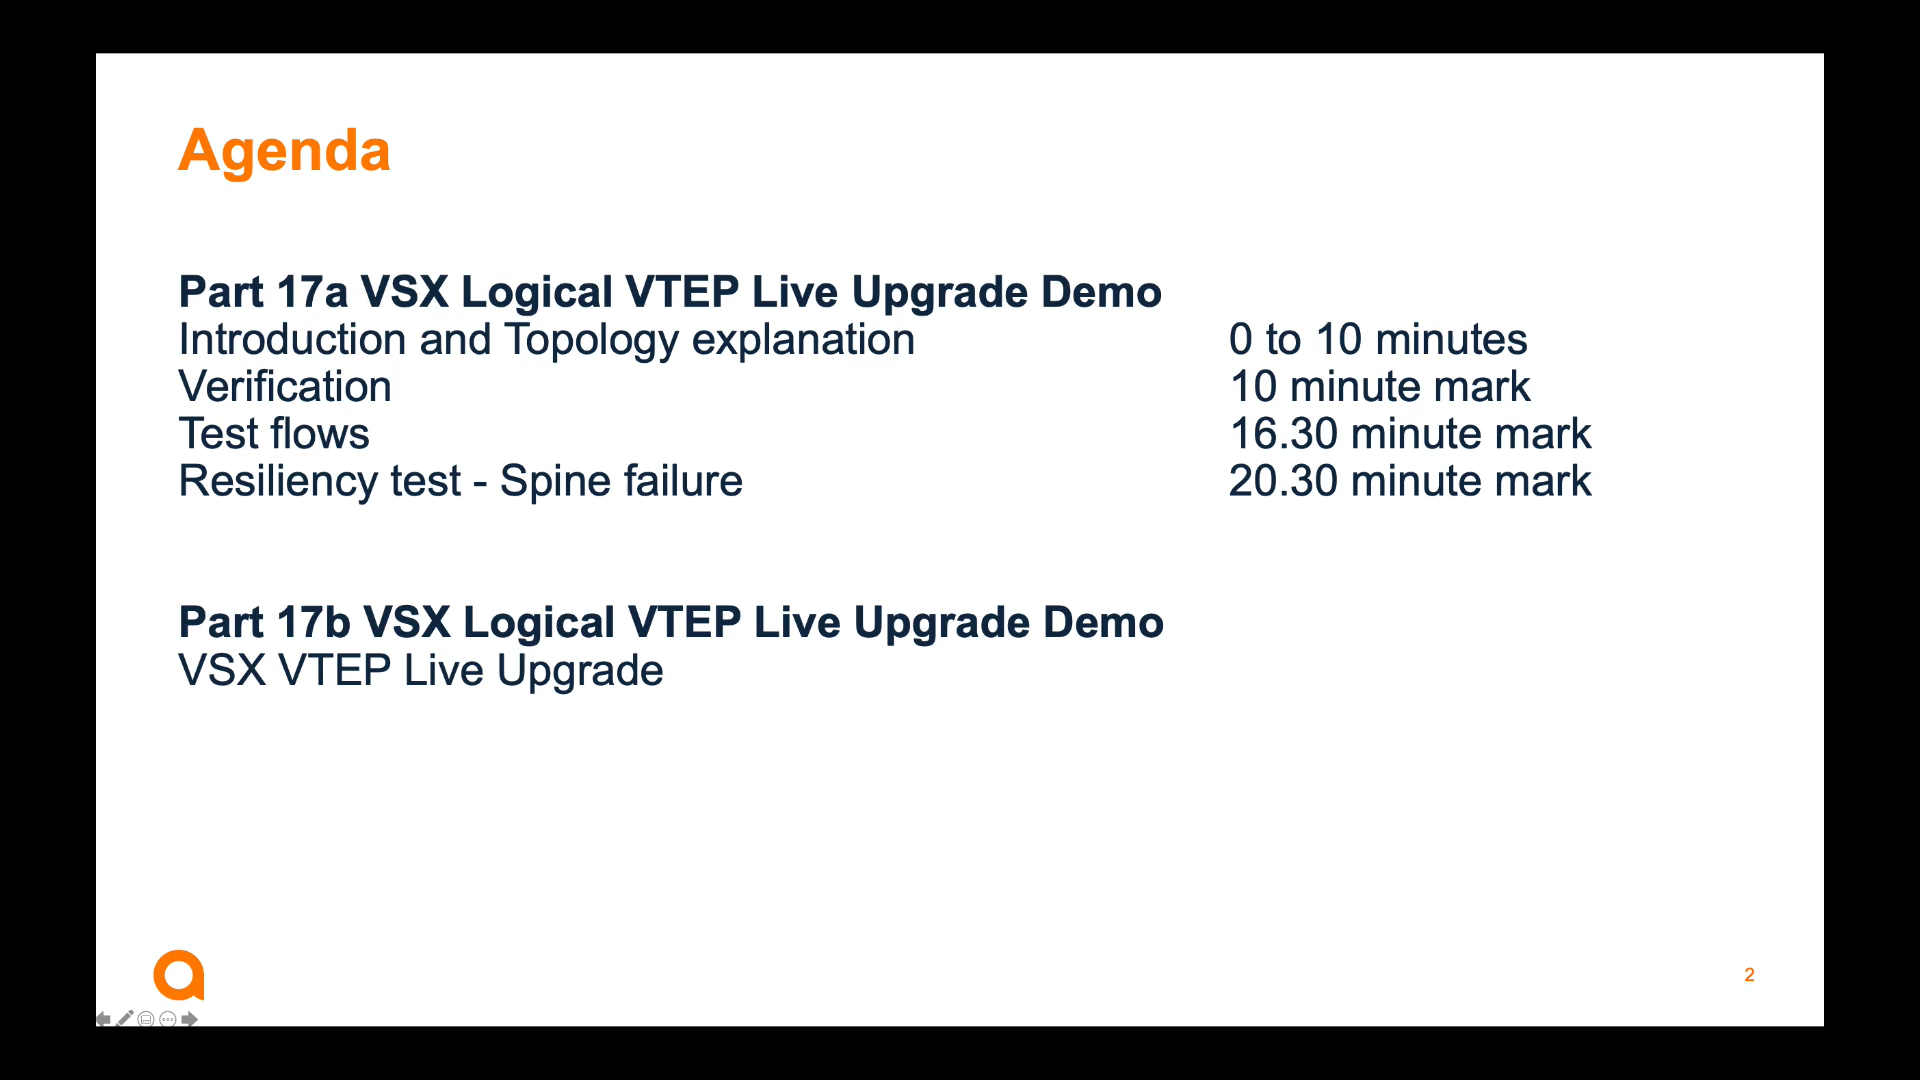 Agenda
Part 17a VSX Logical VTEP Live Upgrade Demo
Introduction and Topology explanation 0 to 10 minutes
Verification 10 minute mark
Test flows 16.30 minute mark
Resiliency test - Spine failure 20.30 minute mark
Part 17b VSX Logical VTEP Live Upgrade Demo
VSX VTEP Live Upgrade
2